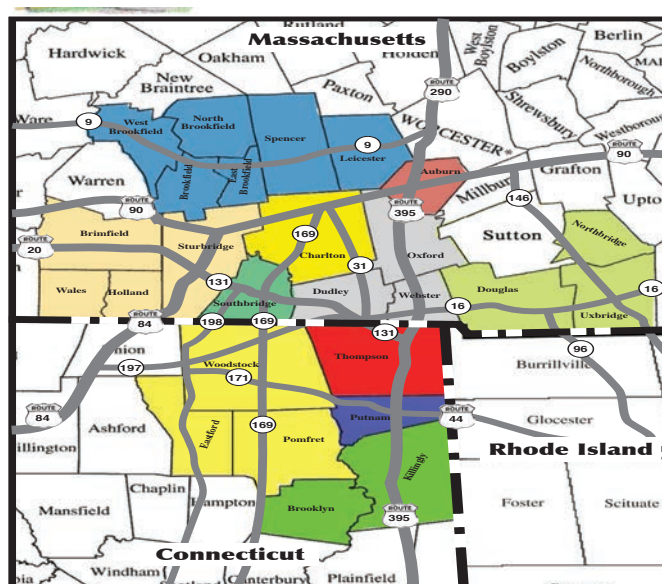 Rutland
Berlin
Massachusetts
Hardwick
Oakham
Holden
West Boylston
Boylston
Northborough
New Braintree
ROUTE 290
Paxton
Shrewsbury
Ware
9
West Brookfield
North Brookfield
Spencer
9
Leicester
WORCESTER*
Westborough
ROUTE 90
Auburn
Brookfield
East Brookfield
Warren
Millbury
Grafton
ROUTE 90
ROUTE 395
146
Upto
Brimfield
Sturbridge
169
Sutton
Northbridge
20
Charlton
Oxford
31
131
Wales
Holland
Southbridge
Dudley
Webster
Douglas
16
16
Uxbridge
ROUTE 84
198
169
131
nion
Thompson
96
Burrillville
197
Woodstock
171
ROUTE 84
Putnam
ROUTE 44
Glocester
Ashford
Eastford
169
Pomfret
illington
Killingly
Rhode Island
Chaplin
Hampton
Brooklyn
Foster
Scituate
Mansfield
ROUTE 395
Connecticut
Windham
Canterbury
Plainfield